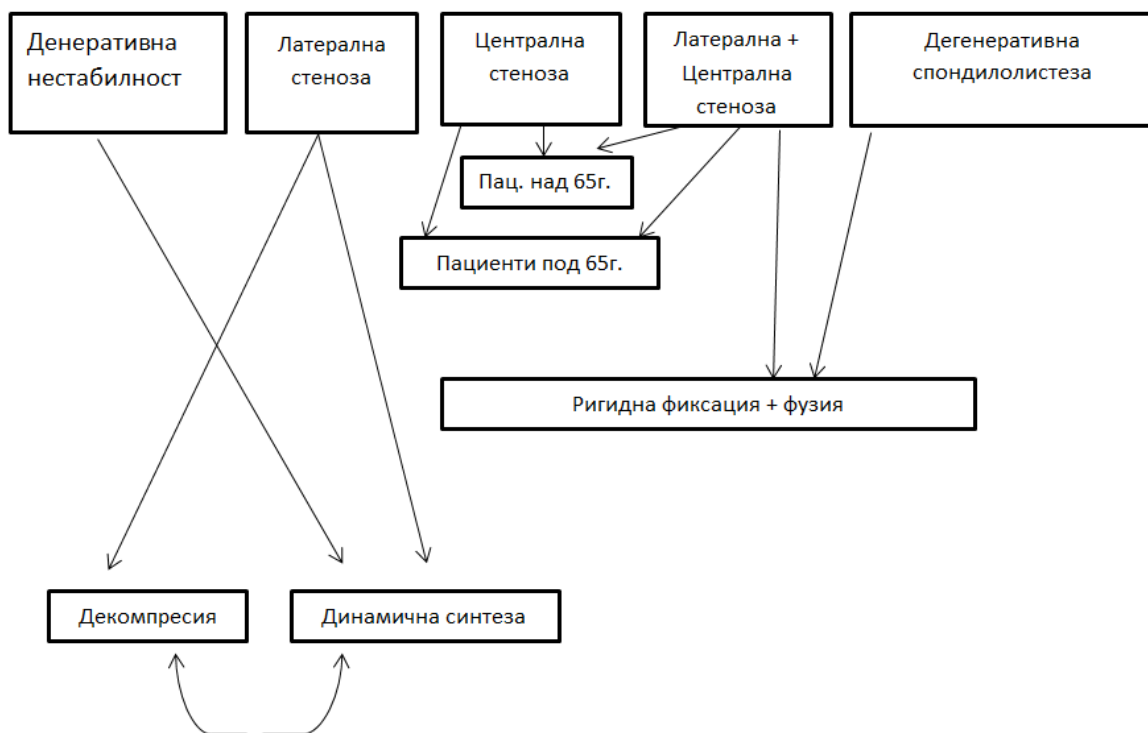 Денеративна
нестабилност
Латерална
стеноза
Централна
стеноза
Латерална +
Централна
стеноза
Дегенеративна
спондилолистеза
Пац. над 65г.
Пациенти под 65г.
Ригидна фиксация + фузия
Декомпресия
Динамична синтеза